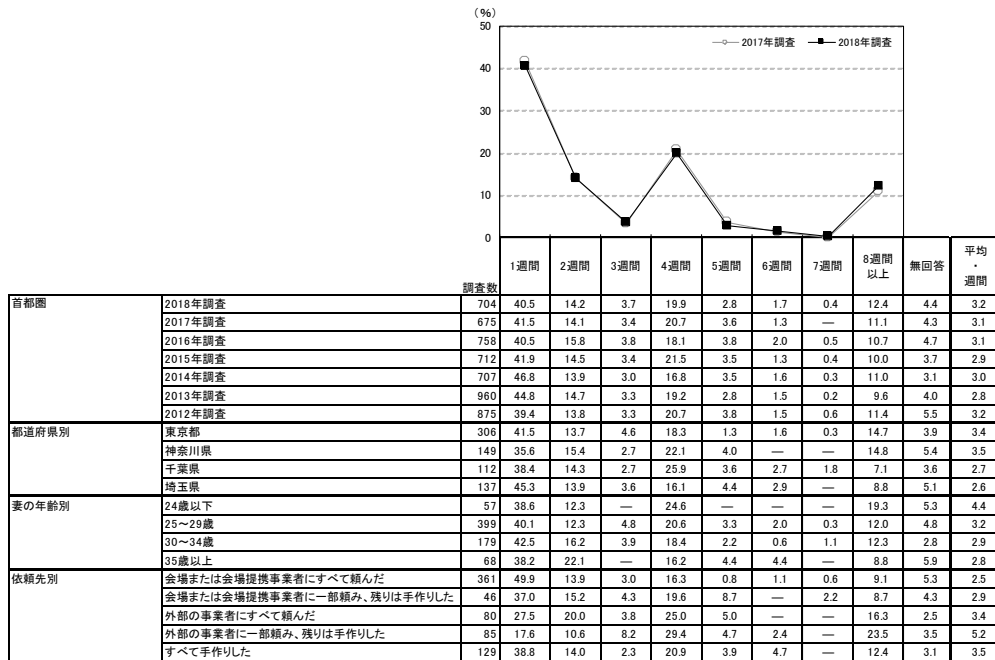 (%)
50
40
30
20
10
0
2017年調査 2018年調査
調査数 1週間 2週間 3週間 4週間 5週間 6週間 7週間 8週間以上 無回答 平均・週間
首都圏 2018年調査 704 40.5 14.2 3.7 19.9 2.8 1.7 0.4 12.4 4.4 3.2
2017年調査 675 41.5 14.1 3.4 20.7 3.6 1.3 — 11.1 4.3 3.1
2016年調査 758 40.5 15.8 3.8 18.1 3.8 2.0 0.5 10.7 4.7 3.1
2015年調査 712 41.9 14.5 3.4 21.5 3.5 1.3 0.4 10.0 3.7 2.9
2014年調査 707 46.8 13.9 3.0 16.8 3.5 1.6 0.3 11.0 3.1 3.0
2013年調査 960 44.8 14.7 3.3 19.2 2.8 1.5 0.2 9.6 4.0 2.8
2012年調査 875 39.4 13.8 3.3 20.7 3.8 1.5 0.6 11.4 5.5 3.2
都道府県別 東京都 306 41.5 13.7 4.6 18.3 1.3 1.6 0.3 14.7 3.9 3.4
神奈川県 149 35.6 15.4 2.7 22.1 4.0 — — 14.8 5.4 3.5
千葉県 112 38.4 14.3 2.7 25.9 3.6 2.7 1.8 7.1 3.6 2.7
埼玉県 137 45.3 13.9 3.6 16.1 4.4 2.9 — 8.8 5.1 2.6
妻の年齢別 24歳以下 57 38.6 12.3 — 24.6 — — — 19.3 5.3 4.4
25～29歳 399 40.1 12.3 4.8 20.6 3.3 2.0 0.3 12.0 4.8 3.2
30～34歳 179 42.5 16.2 3.9 18.4 2.2 0.6 1.1 12.3 2.8 2.9
35歳以上 68 38.2 22.1 — 16.2 4.4 4.4 — 8.8 5.9 2.8
依頼先別 会場または会場提携事業者にすべて頼んだ 361 49.9 13.9 3.0 16.3 0.8 1.1 0.6 9.1 5.3 2.5
会場または会場提携事業者に一部頼み、残りは手作りした 46 37.0 15.2 4.3 19.6 8.7 — 2.2 8.7 4.3 2.9
外部の事業者にすべて頼んだ 80 27.5 20.0 3.8 25.0 5.0 — — 16.3 2.5 3.4
外部の事業者に一部頼み、残りは手作りした 85 17.6 10.6 8.2 29.4 4.7 2.4 — 23.5 3.5 5.2
すべて手作りした 129 38.8 14.0 2.3 20.9 3.9 4.7 — 12.4 3.1 3.5